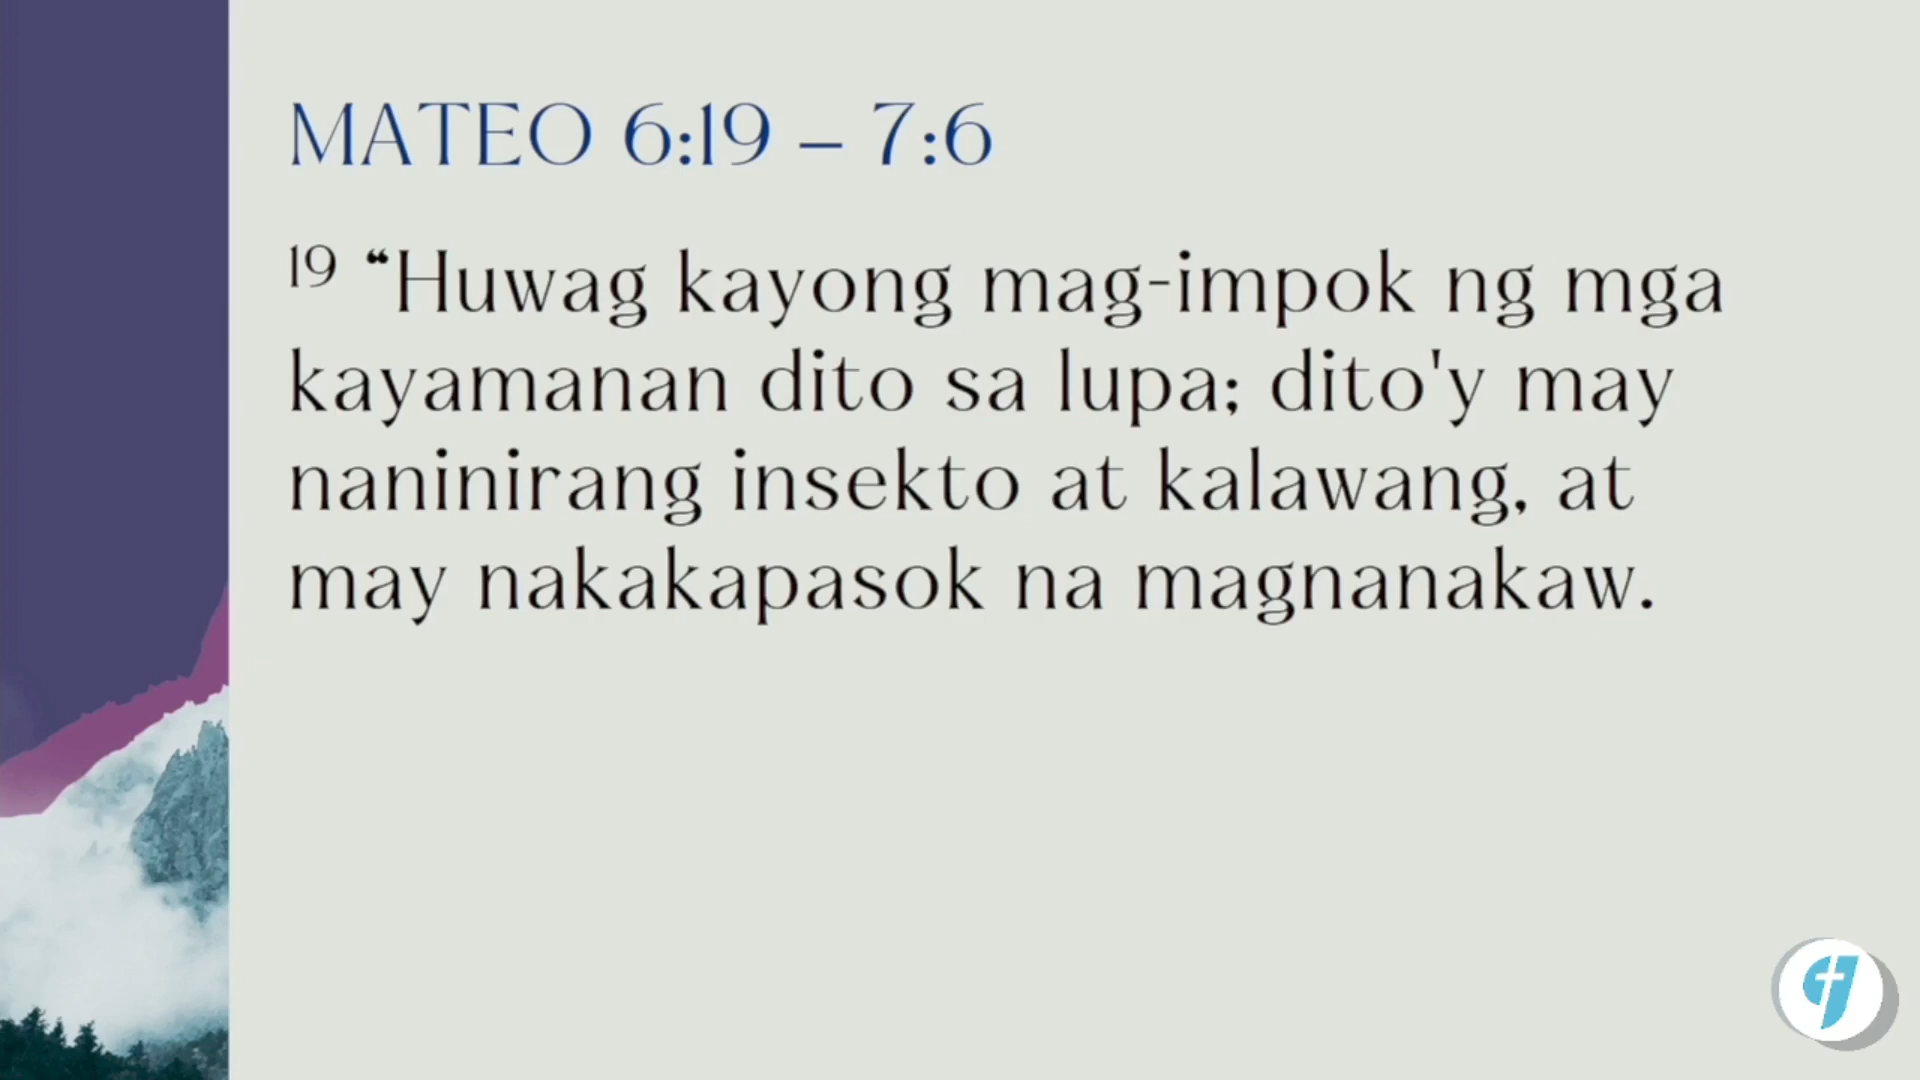 MATEO 6:19 – 7:6
19 “Huwag kayong mag-impok ng mga
kayamanan dito sa lupa; dito'y may
naninirang insekto at kalawang, at
may nakakapasok na magnanakaw.